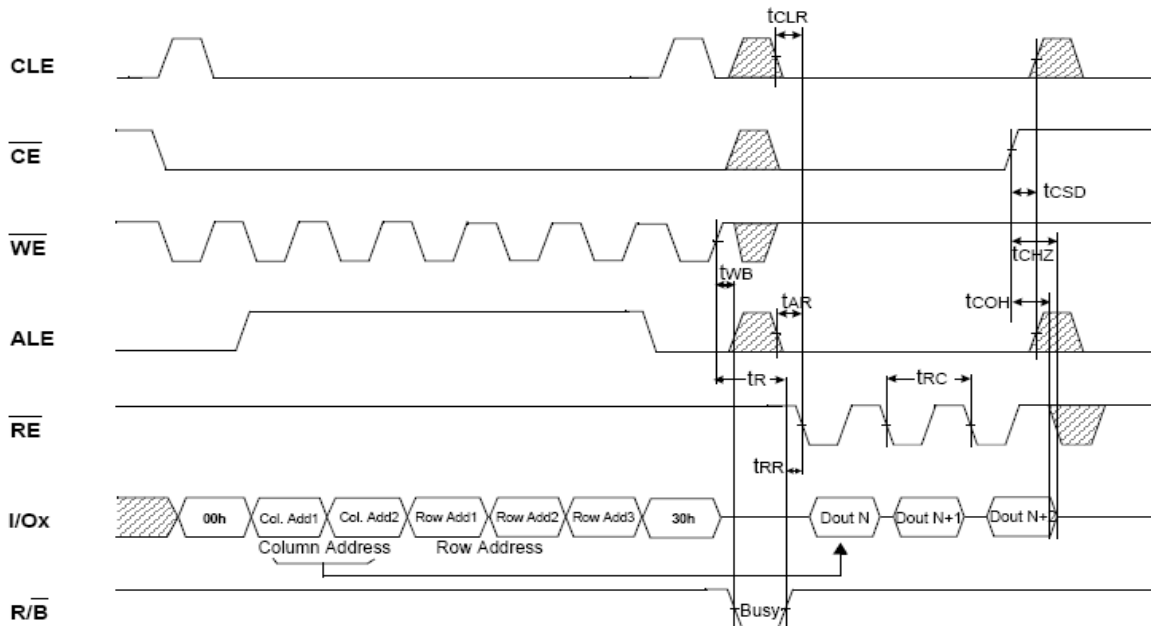 tCLR
CLE
CE
tCSD
WE
tCHZ
tWB
tCOH
tAR
ALE
tR
tRC
RE
tRR
I/Ox
00h
Col. Add1
Col. Add2
Row Add1
Row Add2
Row Add3
30h
Dout N
Dout N+1
Dout N+2
Column Address
Row Address
R/B
Busy